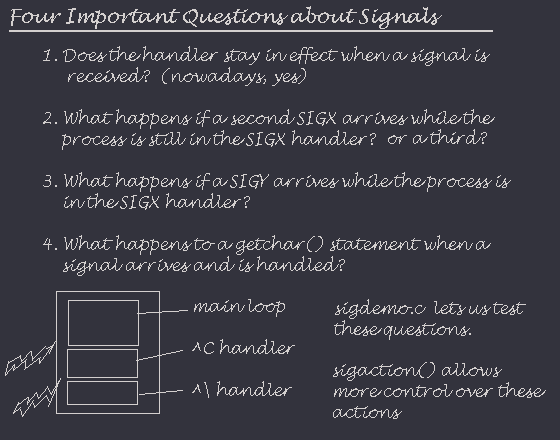 Four Important Questions about Signals
1. Does the handler stay in effect when a signal is
received? (nowadays, yes)
2. What happens if a second SIGX arrives while the
process is still in the SIGX handler? or a third?
3. What happens if a SIGY arrives while the process is
in the SIGX handler?
4. What happens to a getchar() statement when a
signal arrives and is handled?
main loop
^C handler
^\ handler
sigdemo.c lets us test
these questions.
sigaction() allows
more control over these
actions